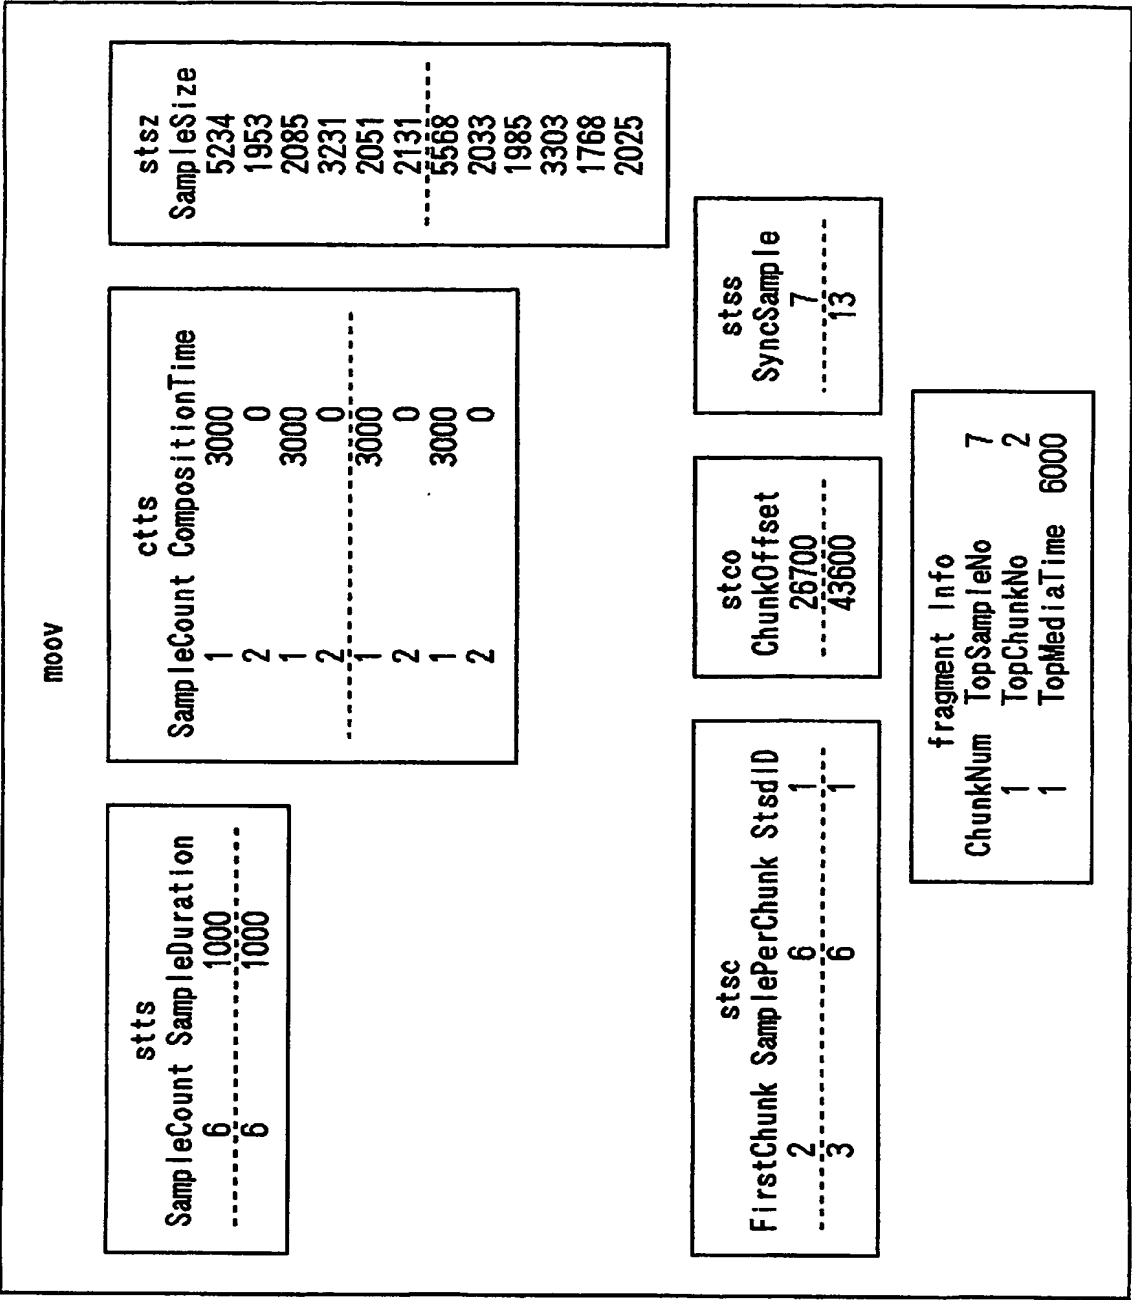 moov
stts
SampleCount SampleDuration
6 1000
6 1000
ctts
SampleCount CompositionTime
1 3000
2 0
1 3000
2 0
1 3000
2 0
1 3000
2 0
stsz
SampleSize
5234
1953
2085
3231
2051
2131
5568
2033
1985
3303
1768
2025
stsc
FirstChunk SamplePerChunk StsdID
2 6 1
3 6 1
stco
ChunkOffset
26700
43600
stss
SyncSample
7
13
fragment Info
ChunkNum TopSampleNo 7
1 TopChunkNo 2
1 TopMediaTime 6000